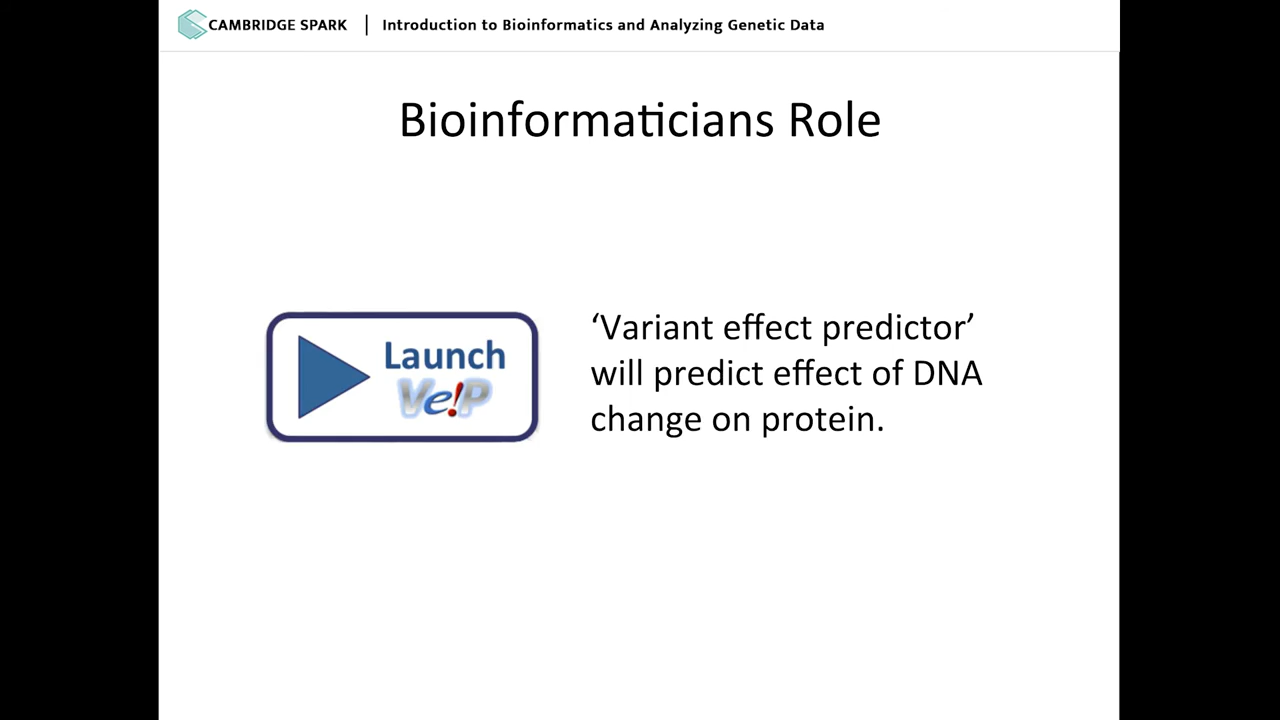 CAMBRIDGE SPARK | Introduction to Bioinformatics and Analyzing Genetic Data
Bioinformaticians Role
Launch
Ve!P
‘Variant effect predictor’
will predict effect of DNA
change on protein.